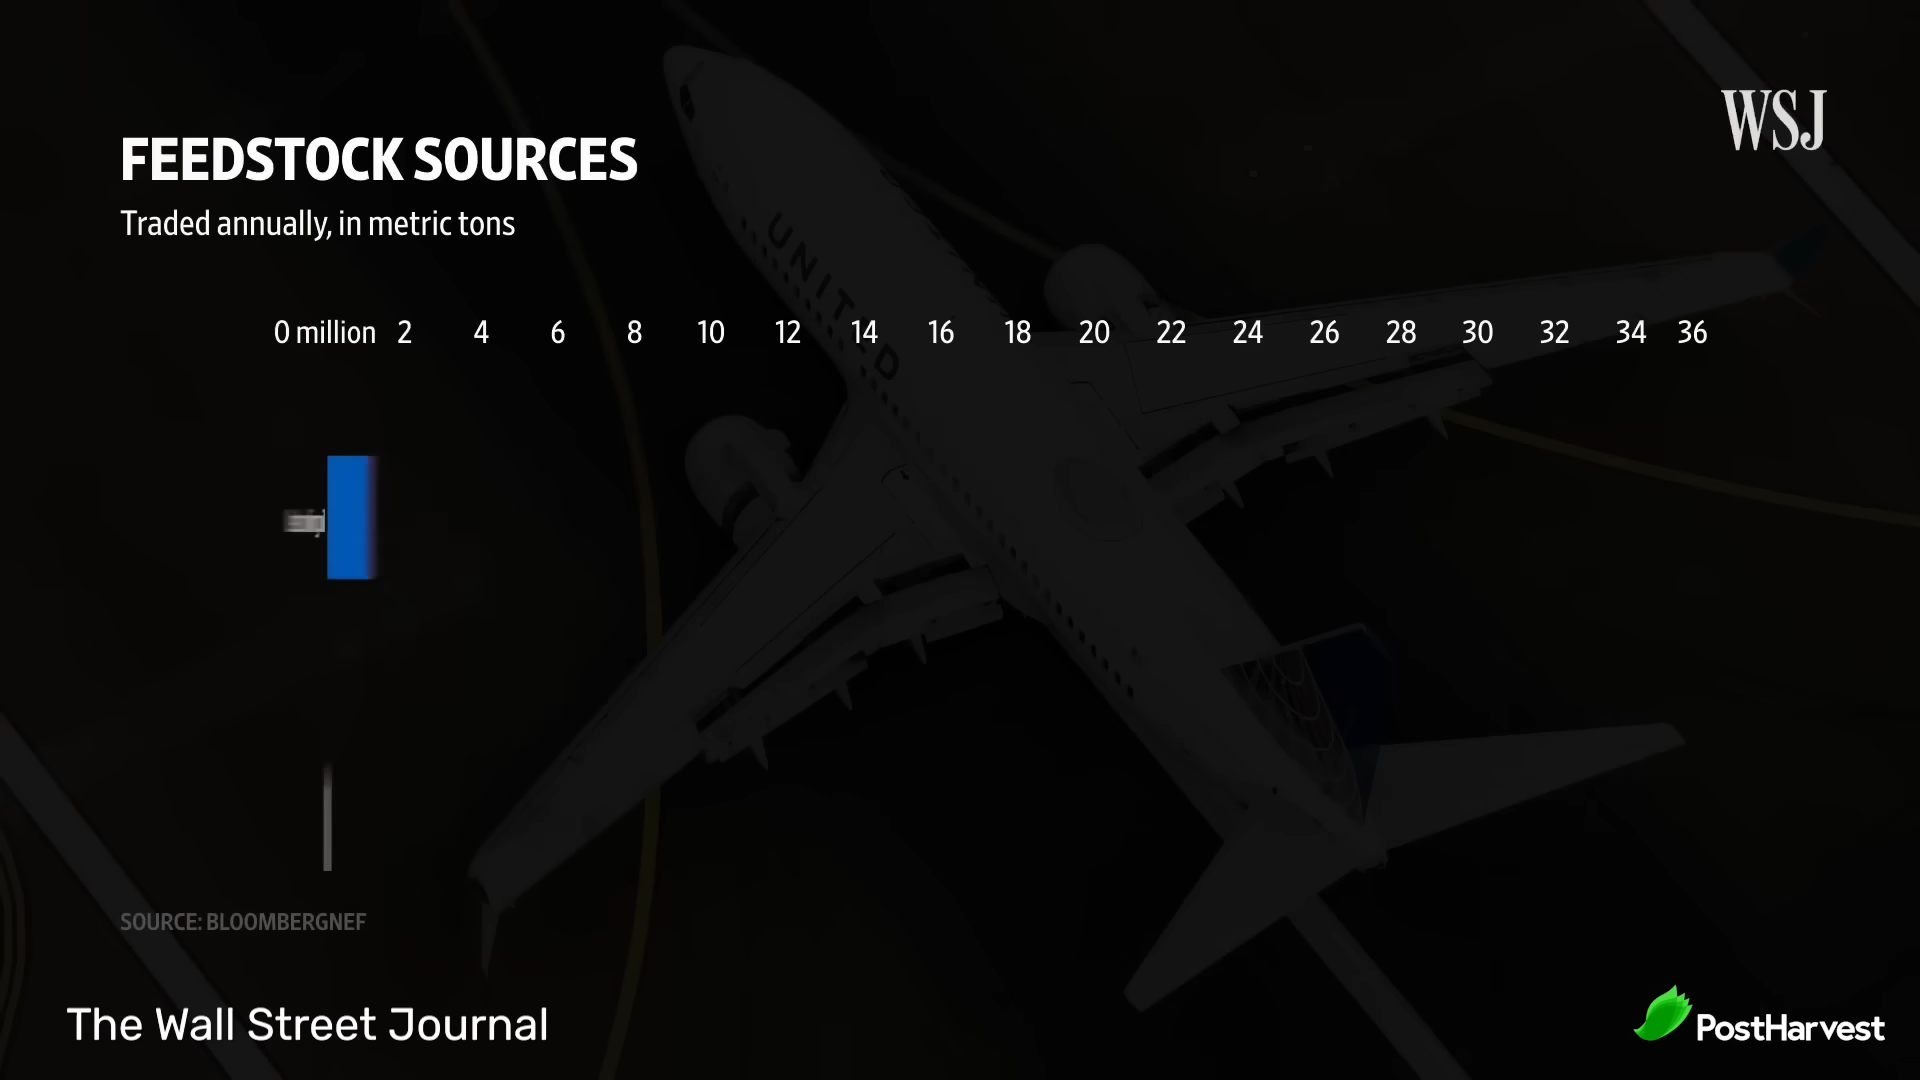 WSJ
FEEDSTOCK SOURCES
Traded annually, in metric tons
0 million 2 4 6 8 10 12 14 16 18 20 22 24 26 28 30 32 34 36
UNITED
SOURCE: BLOOMBERGNEF
The Wall Street Journal
PostHarvest